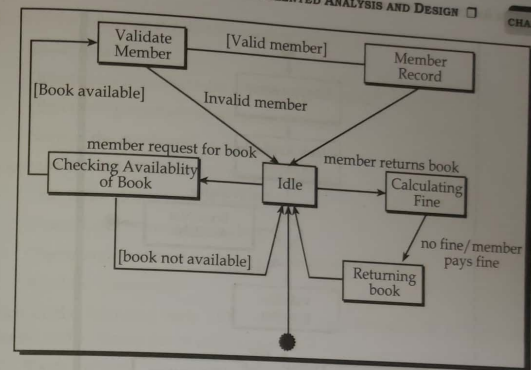 ANALYSIS AND DESIGN
CHA
Validate
Member
[Valid member]
Member
Record
[Book available]
Invalid member
member request for book
member returns book
Checking Availablity
of Book
Idle
Calculating
Fine
no fine/member
pays fine
[book not available]
Returning
book